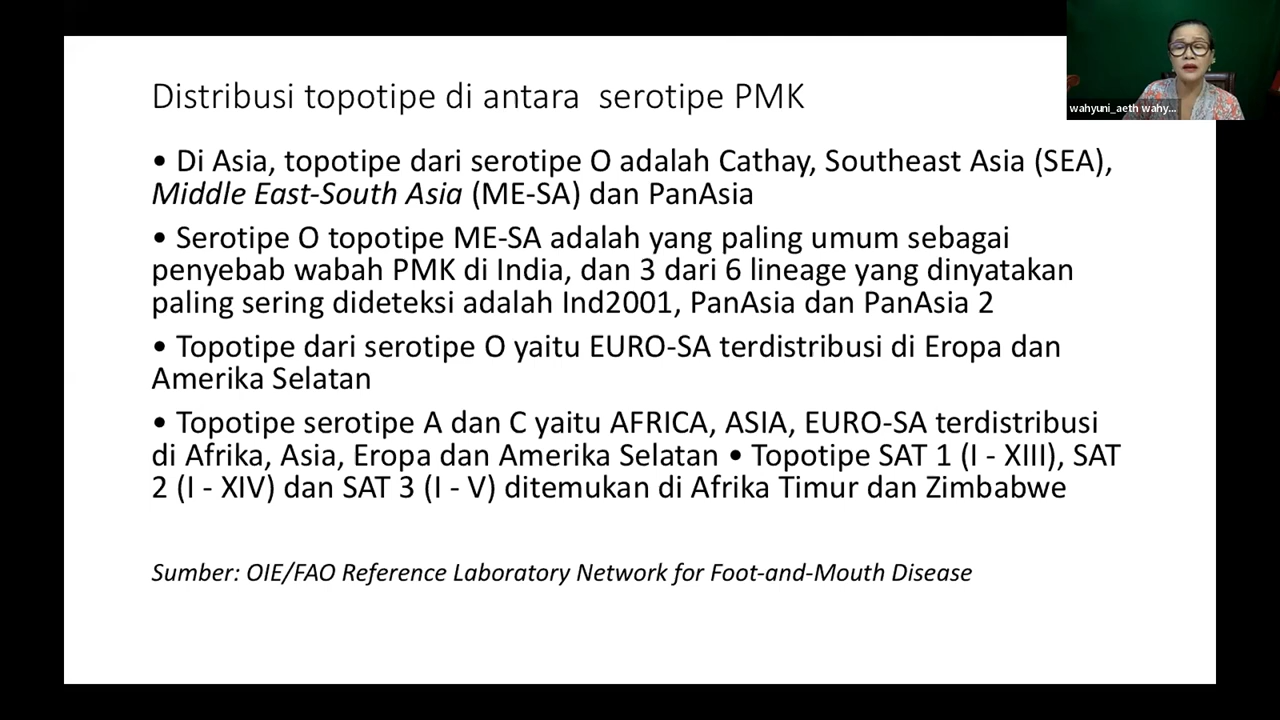 Distribusi topotipe di antara serotipe PMK
wahyuni_aeth wahy...
• Di Asia, topotipe dari serotipe O adalah Cathay, Southeast Asia (SEA),
Middle East-South Asia (ME-SA) dan PanAsia
• Serotipe O topotipe ME-SA adalah yang paling umum sebagai
penyebab wabah PMK di India, dan 3 dari 6 lineage yang dinyatakan
paling sering dideteksi adalah Ind2001, PanAsia dan PanAsia 2
• Topotipe dari serotipe O yaitu EURO-SA terdistribusi di Eropa dan
Amerika Selatan
• Topotipe serotipe A dan C yaitu AFRICA, ASIA, EURO-SA terdistribusi
di Afrika, Asia, Eropa dan Amerika Selatan • Topotipe SAT 1 (I - XIII), SAT
2 (I - XIV) dan SAT 3 (I - V) ditemukan di Afrika Timur dan Zimbabwe
Sumber: OIE/FAO Reference Laboratory Network for Foot-and-Mouth Disease